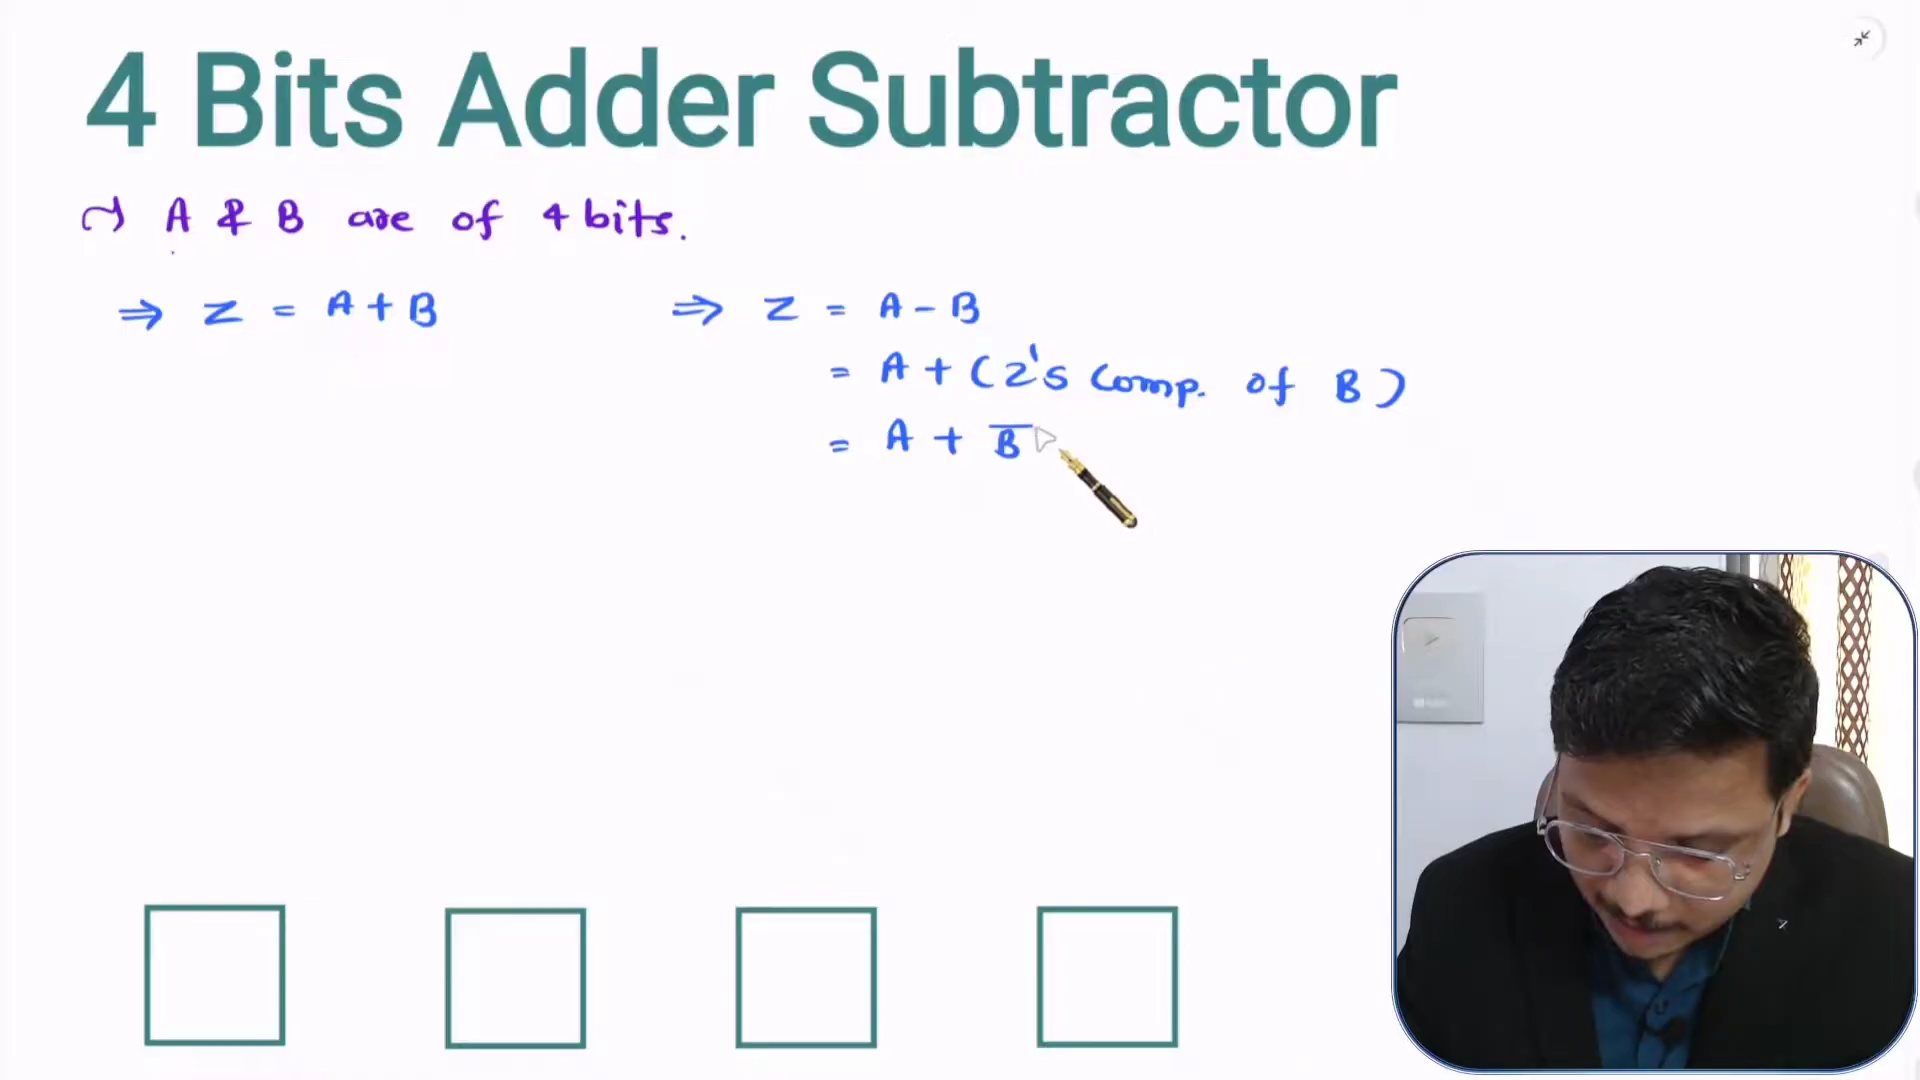 4 Bits Adder Subtractor
→ A & B are of 4 bits.
⇒ Z = A + B
⇒ Z = A - B
= A + (2's Comp. of B)
= A + B̅